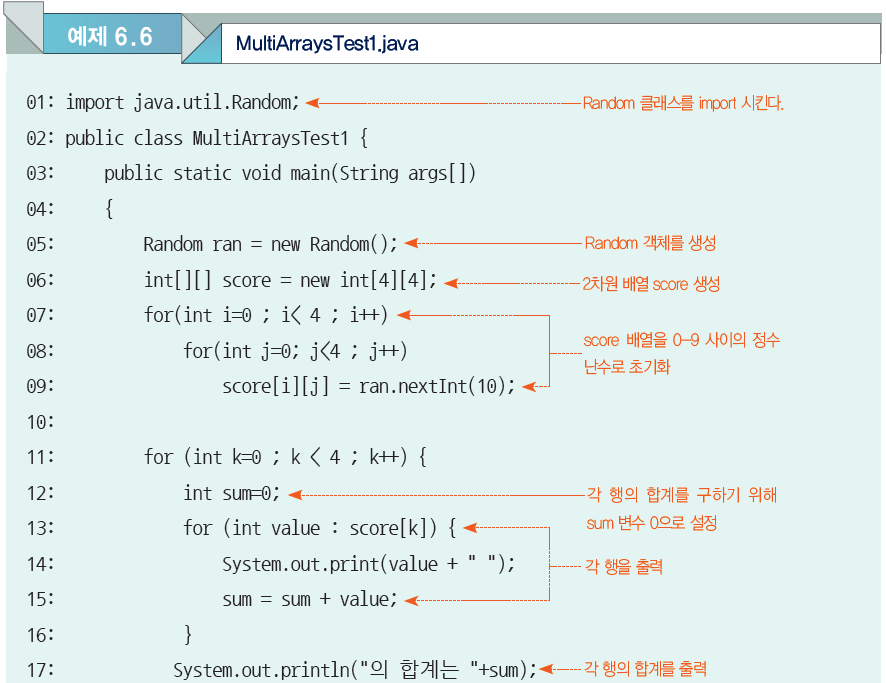 예제 6.6 MultiArraysTest1.java
01: import java.util.Random; Random 클래스를 import 시킨다.
02: public class MultiArraysTest1 {
03: public static void main(String args[])
04: {
05: Random ran = new Random(); Random 객체를 생성
06: int[][] score = new int[4][4]; 2차원 배열 score 생성
07: for(int i=0 ; i< 4 ; i++)
score 배열을 0-9 사이의 정수
08: for(int j=0; j<4 ; j++)
난수로 초기화
09: score[i][j] = ran.nextInt(10);
10:
11: for (int k=0 ; k < 4 ; k++) {
12: int sum=0; 각 행의 합계를 구하기 위해
sum 변수 0으로 설정
13: for (int value : score[k]) {
14: System.out.print(value + " ");
각 행을 출력
15: sum = sum + value;
16: }
17: System.out.println("의 합계는 "+sum); 각 행의 합계를 출력